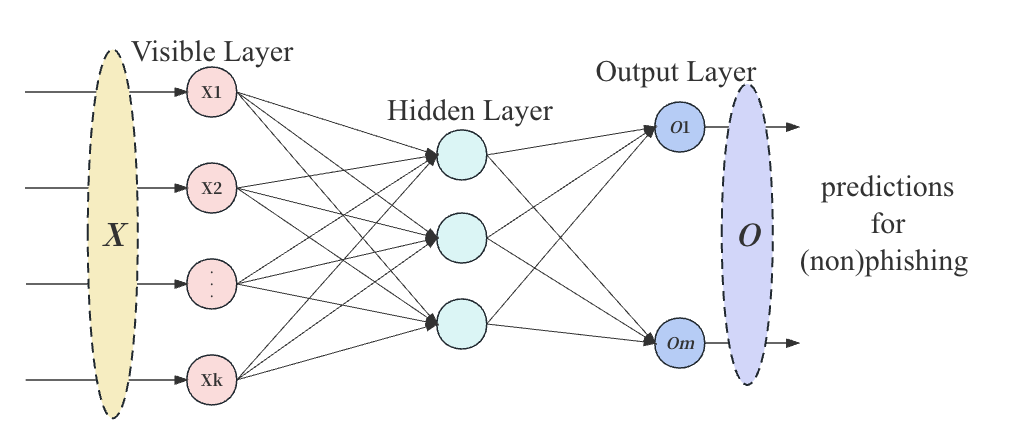 Visible Layer
Output Layer
Hidden Layer
X1
O1
X2
predictions
for
(non)phishing
X
O
⋮
Om
Xk